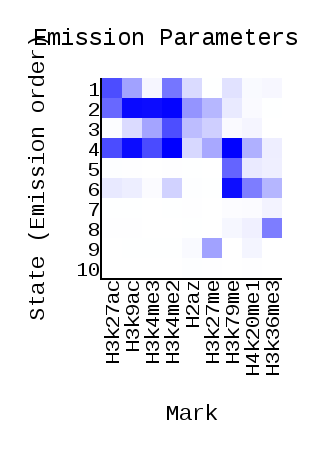 Emission Parameters
State (Emission order)
1
2
3
4
5
6
7
8
9
10
H3k27ac
H3k9ac
H3k4me3
H3k4me2
H2az
H3k27me
H3k79me
H4k20me1
H3k36me3
Mark